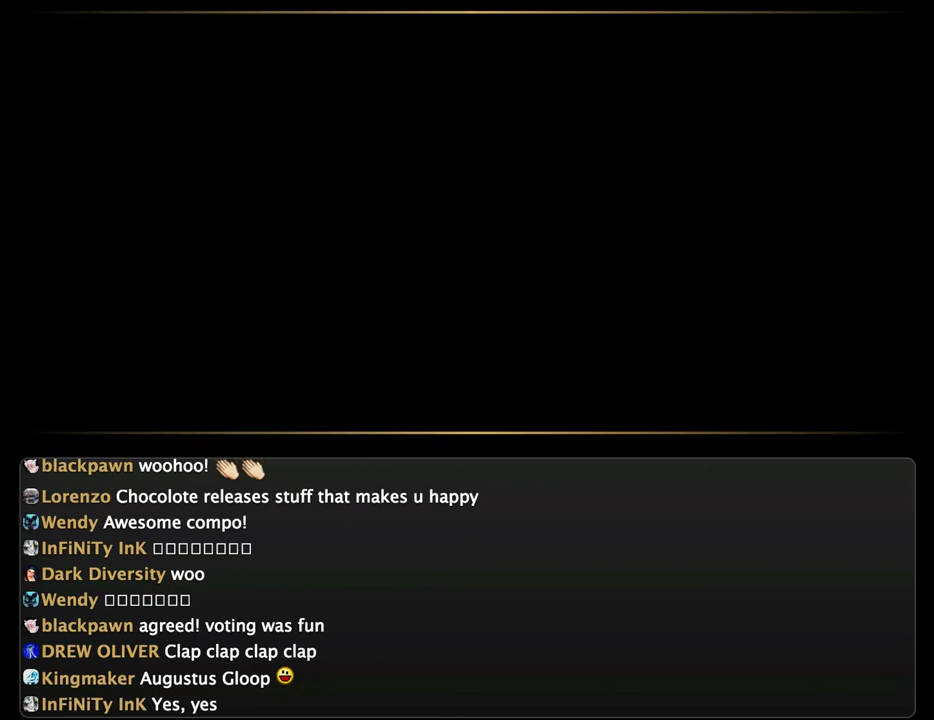 blackpawn woohoo! 👏👏
Lorenzo Chocolote releases stuff that makes u happy
Wendy Awesome compo!
InFiNiTy InK □□□□□□□□
Dark Diversity woo
Wendy □□□□□□□
blackpawn agreed! voting was fun
DREW OLIVER Clap clap clap clap
Kingmaker Augustus Gloop 😃
InFiNiTy InK Yes, yes